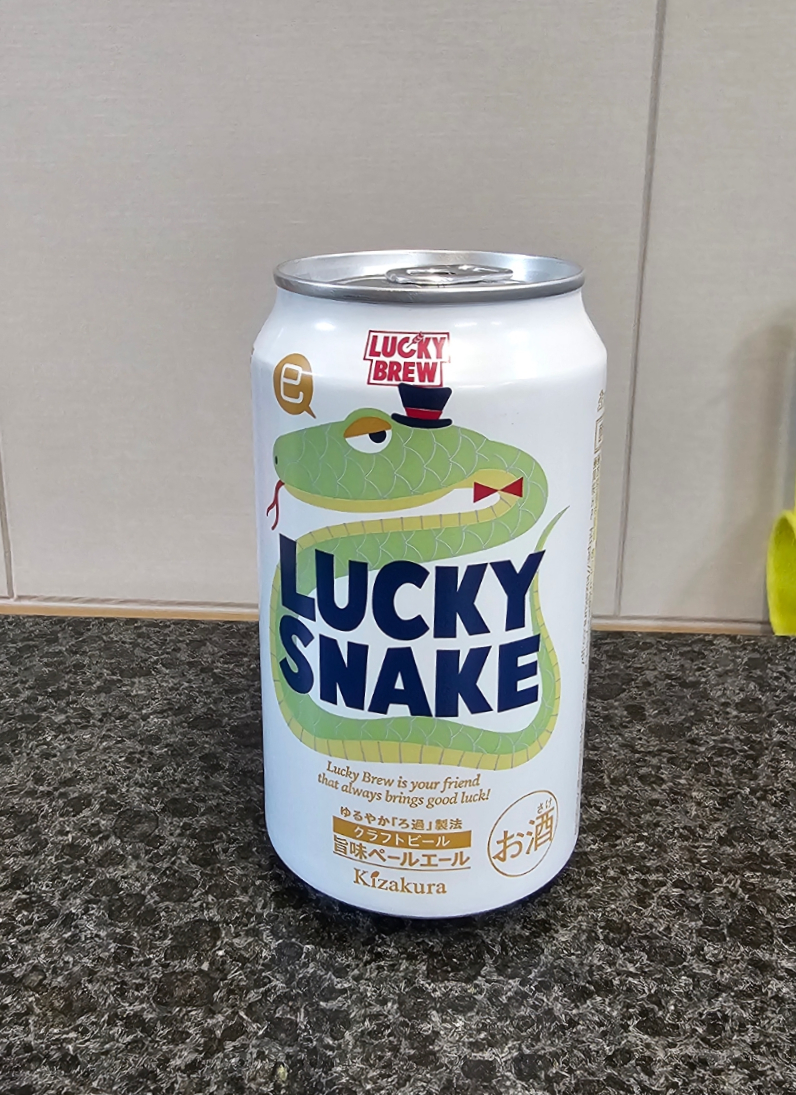 LUCKY
BREW
巳
LUCKY
SNAKE
Lucky Brew is your friend
that always brings good luck!
ゆるやか「ろ過」製法
クラフトビール
旨味ペールエール
Kizakura
さけ
お酒